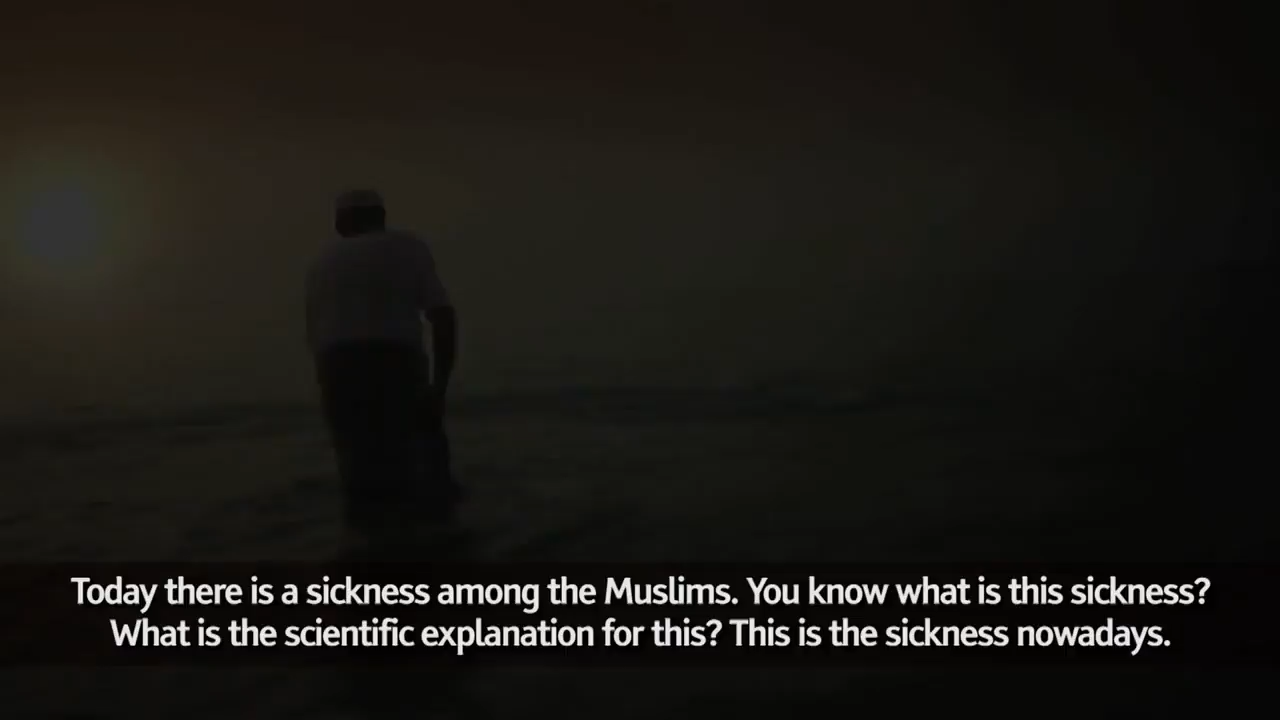 Today there is a sickness among the Muslims. You know what is this sickness?
What is the scientific explanation for this? This is the sickness nowadays.